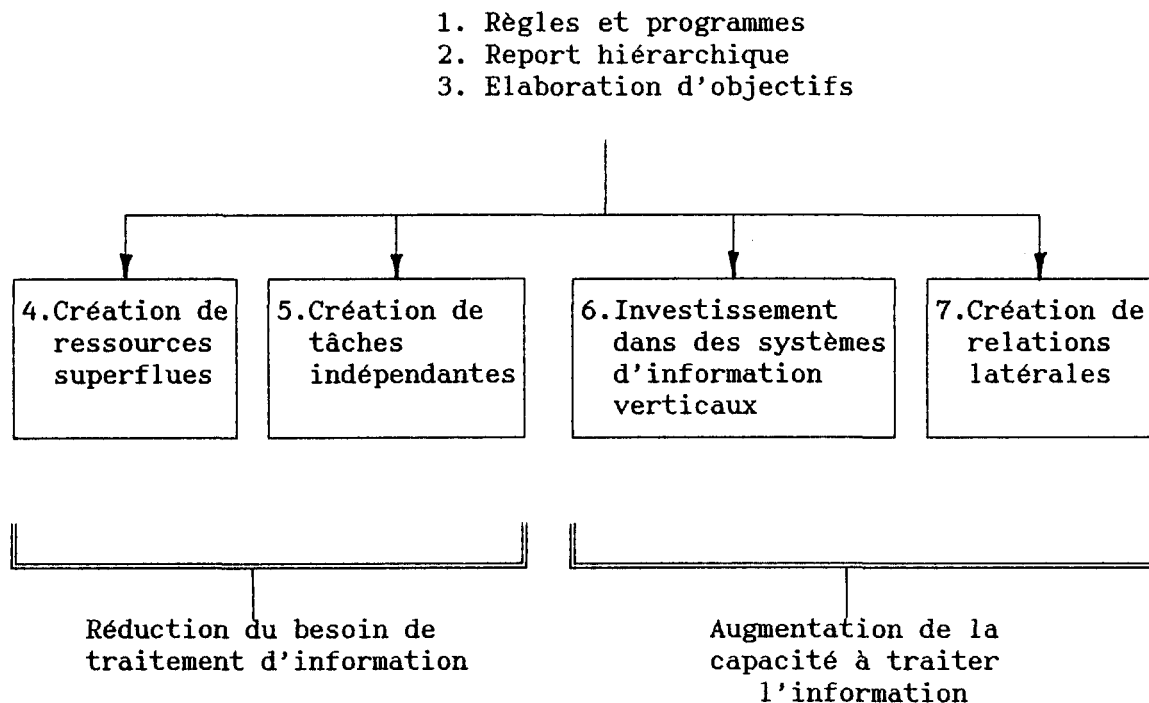 1. Règles et programmes
2. Report hiérarchique
3. Elaboration d'objectifs
4.Création de
ressources
superflues
5.Création de
tâches
indépendantes
6.Investissement
dans des systèmes
d'information
verticaux
7.Création de
relations
latérales
Réduction du besoin de
traitement d'information
Augmentation de la
capacité à traiter
l'information